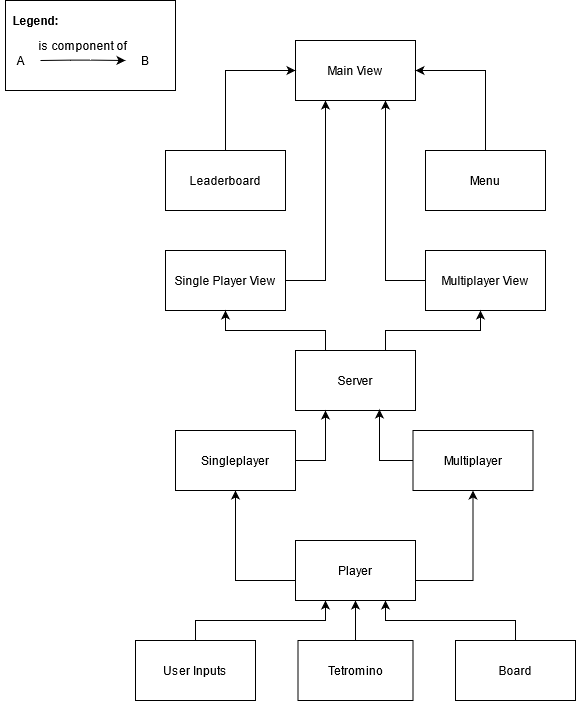 Legend:
is component of
A B
Main View
Leaderboard
Menu
Single Player View
Multiplayer View
Server
Singleplayer
Multiplayer
Player
User Inputs
Tetromino
Board